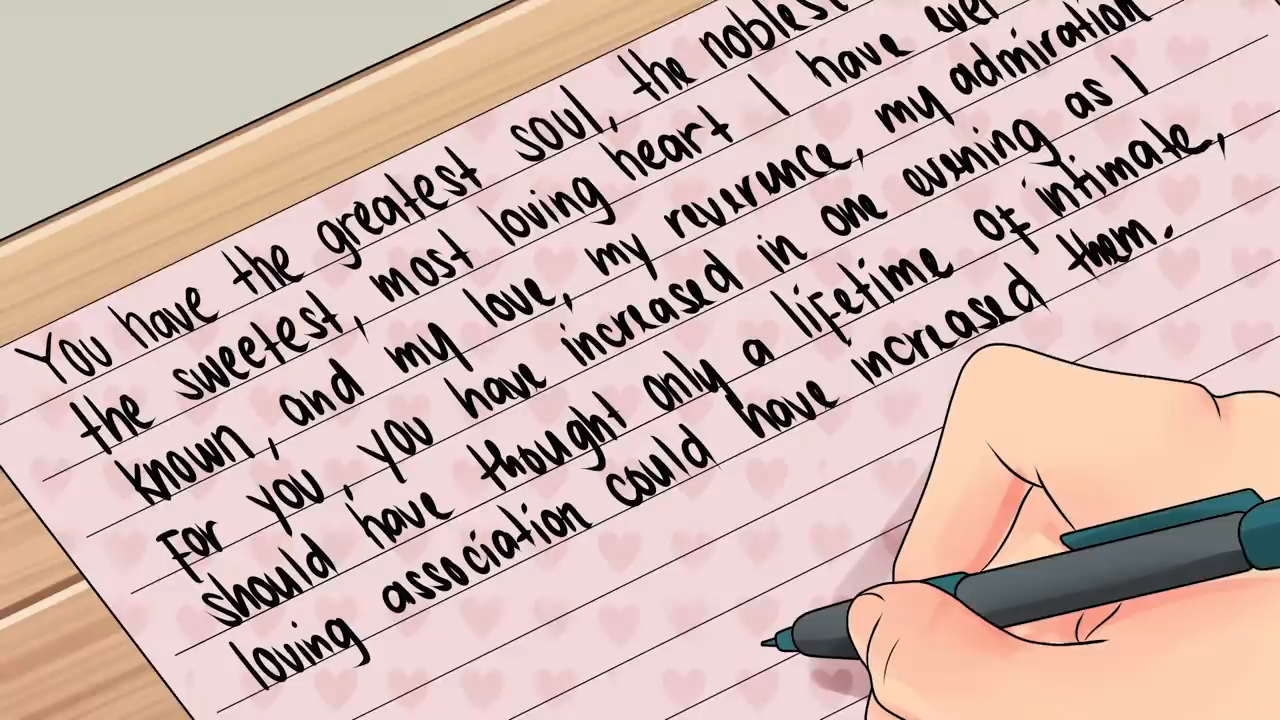 You have the greatest soul, the noblest
the sweetest, most loving heart I have ever
known, and my love, my reverence, my admiration
For you, you have increased in one evening as I
should have thought only a lifetime of intimate,
loving association could have increased them.